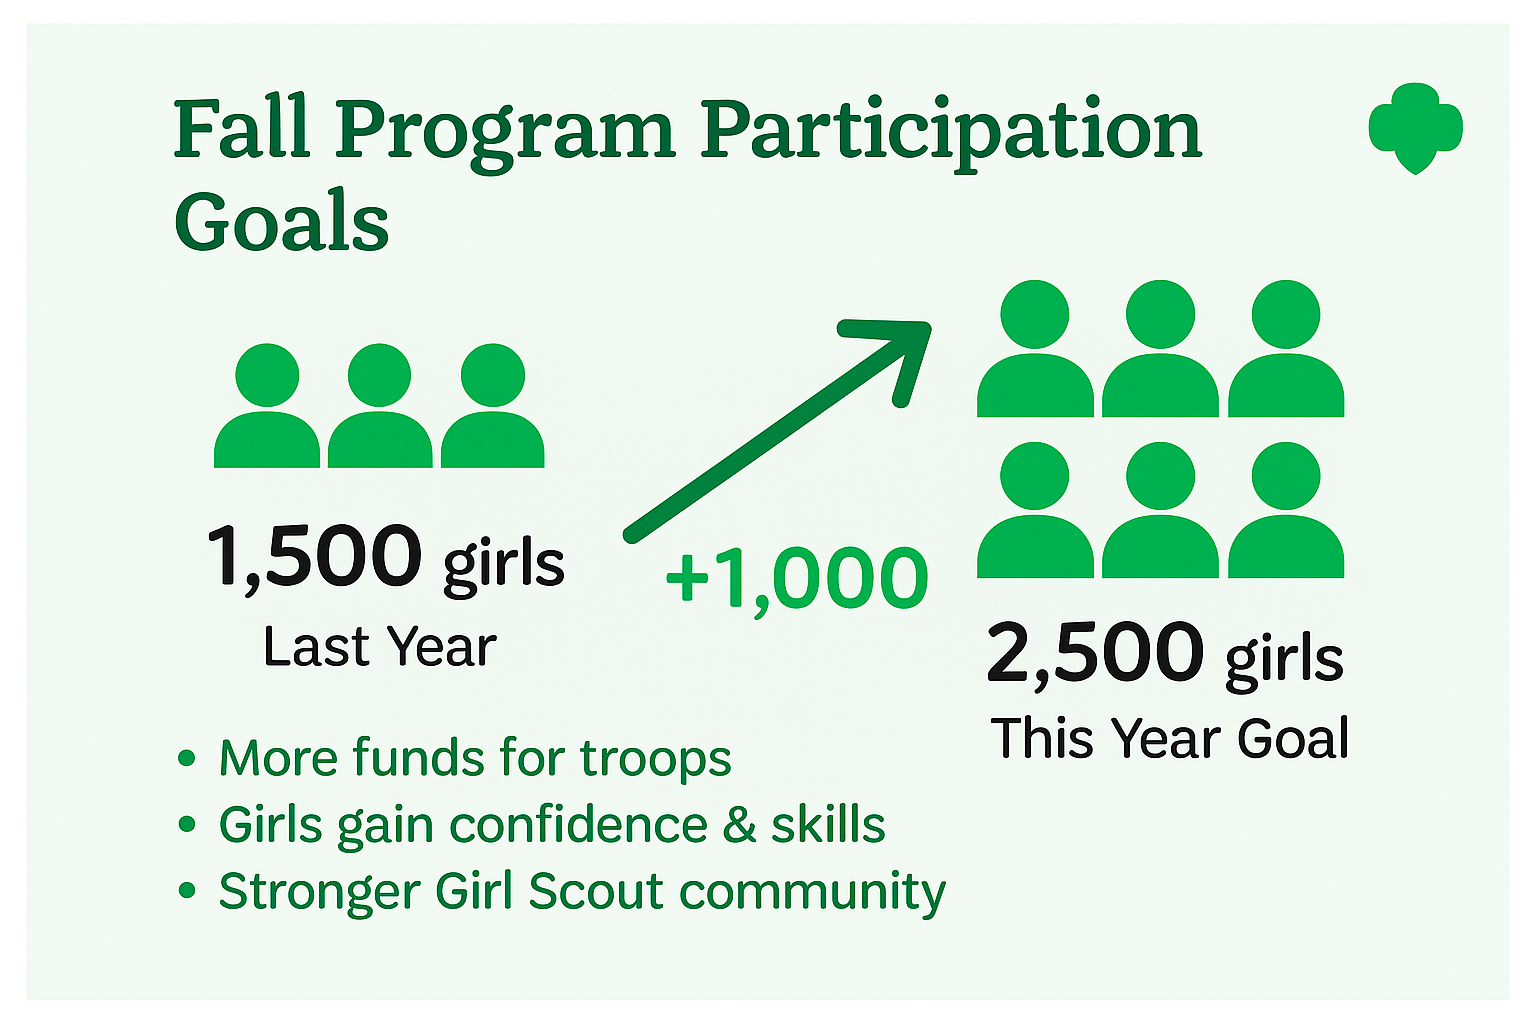 Fall Program Participation
Goals
1,500 girls
Last Year
+1,000
2,500 girls
This Year Goal
• More funds for troops
• Girls gain confidence & skills
• Stronger Girl Scout community